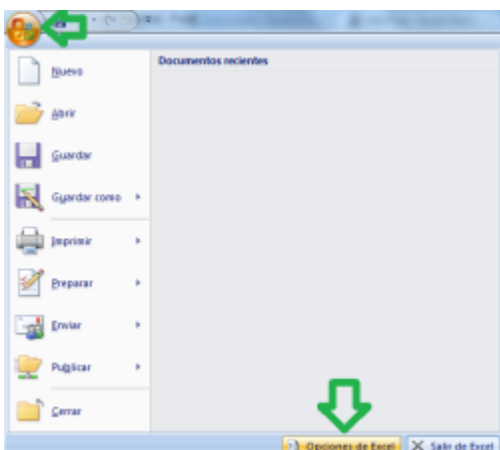 Documentos recientes
Nuevo
Abrir
Guardar
Guardar como
Imprimir
Preparar
Enviar
Publicar
Cerrar
Opciones de Excel
Salir de Excel